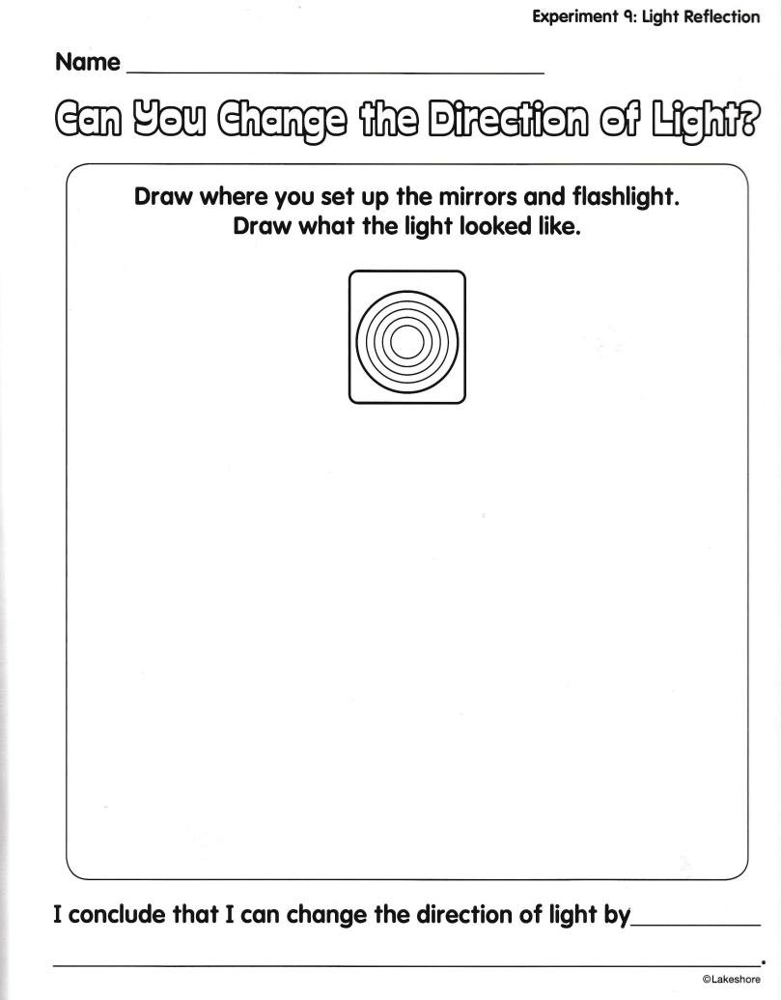 Experiment 9: Light Reflection
Name
Can You Change the Direction of Light?
Draw where you set up the mirrors and flashlight.
Draw what the light looked like.
I conclude that I can change the direction of light by
.
©Lakeshore